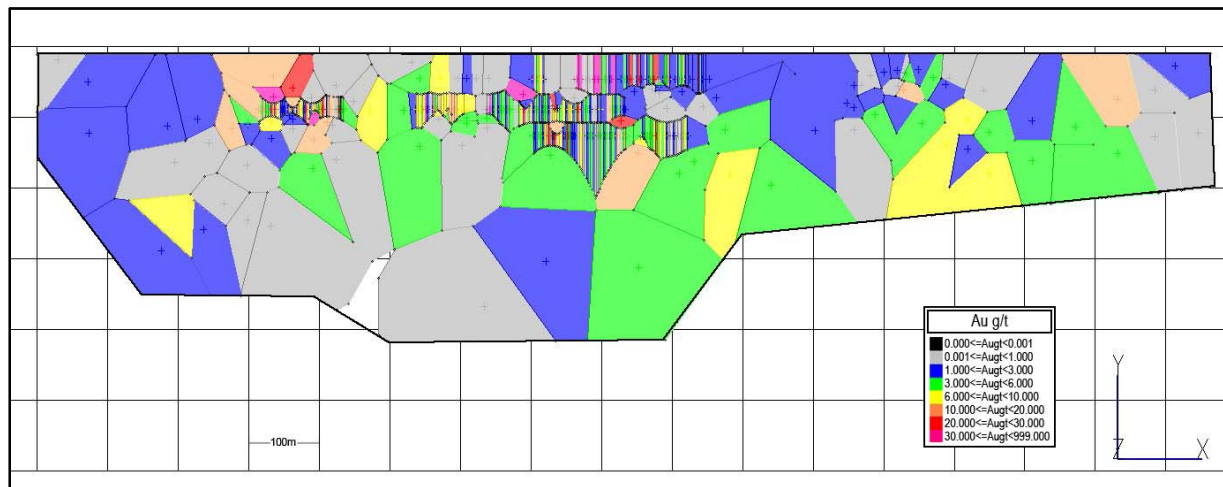 Au g/t
0.000<=Augt<0.001
0.001<=Augt<1.000
1.000<=Augt<3.000
3.000<=Augt<6.000
6.000<=Augt<10.000
10.000<=Augt<20.000
20.000<=Augt<30.000
30.000<=Augt<999.000
100m
Y
Z X